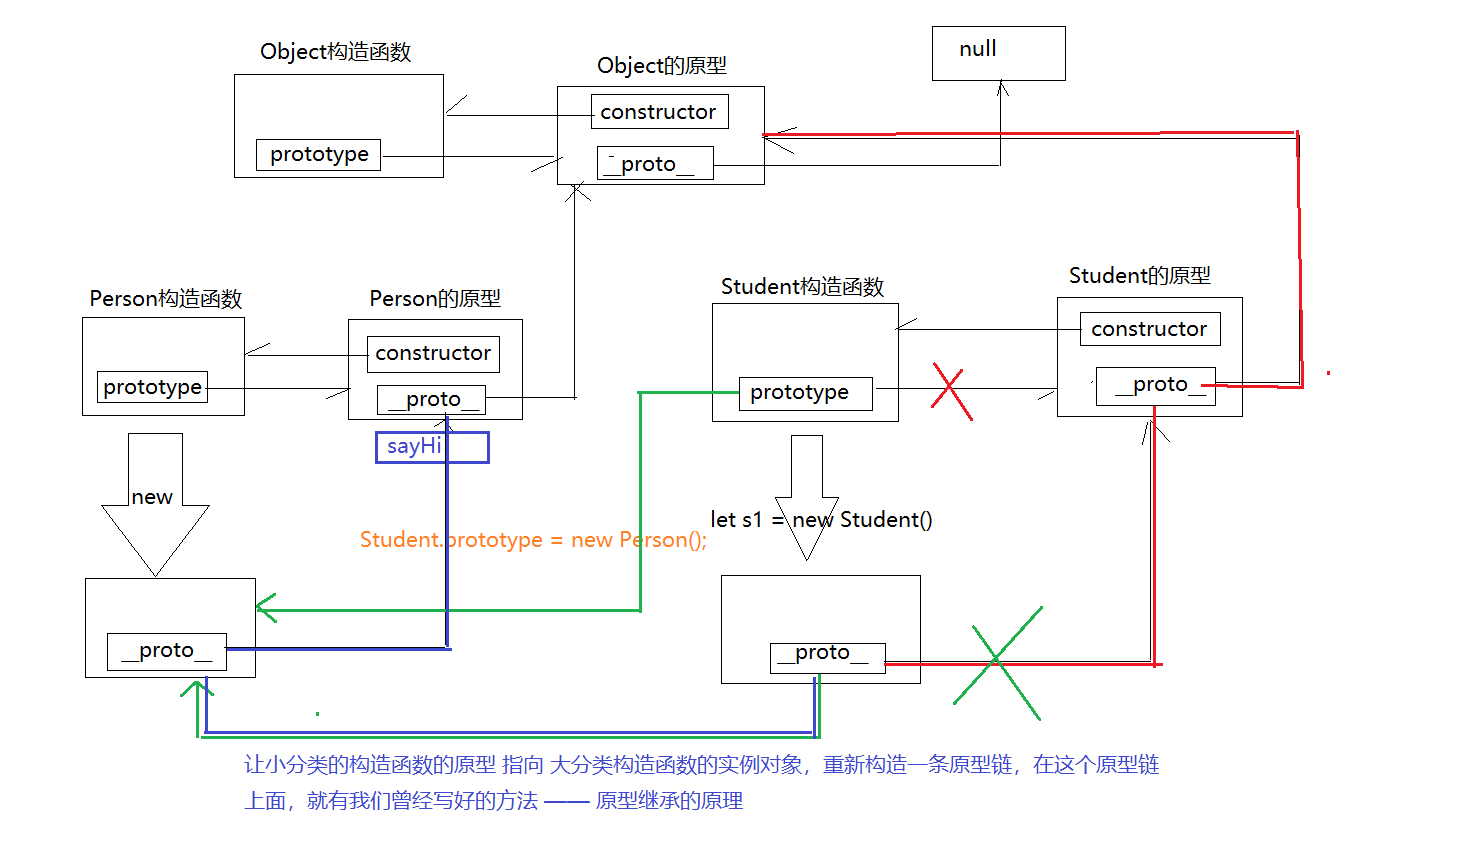 Object构造函数
Object的原型
null
constructor
prototype
__proto__
Person构造函数
Person的原型
Student构造函数
Student的原型
constructor
prototype
__proto__
sayHi
constructor
prototype
__proto__
new
let s1 = new Student()
Student.prototype = new Person();
__proto__
__proto__
让小分类的构造函数的原型 指向 大分类构造函数的实例对象，重新构造一条原型链，在这个原型链
上面，就有我们曾经写好的方法 —— 原型继承的原理